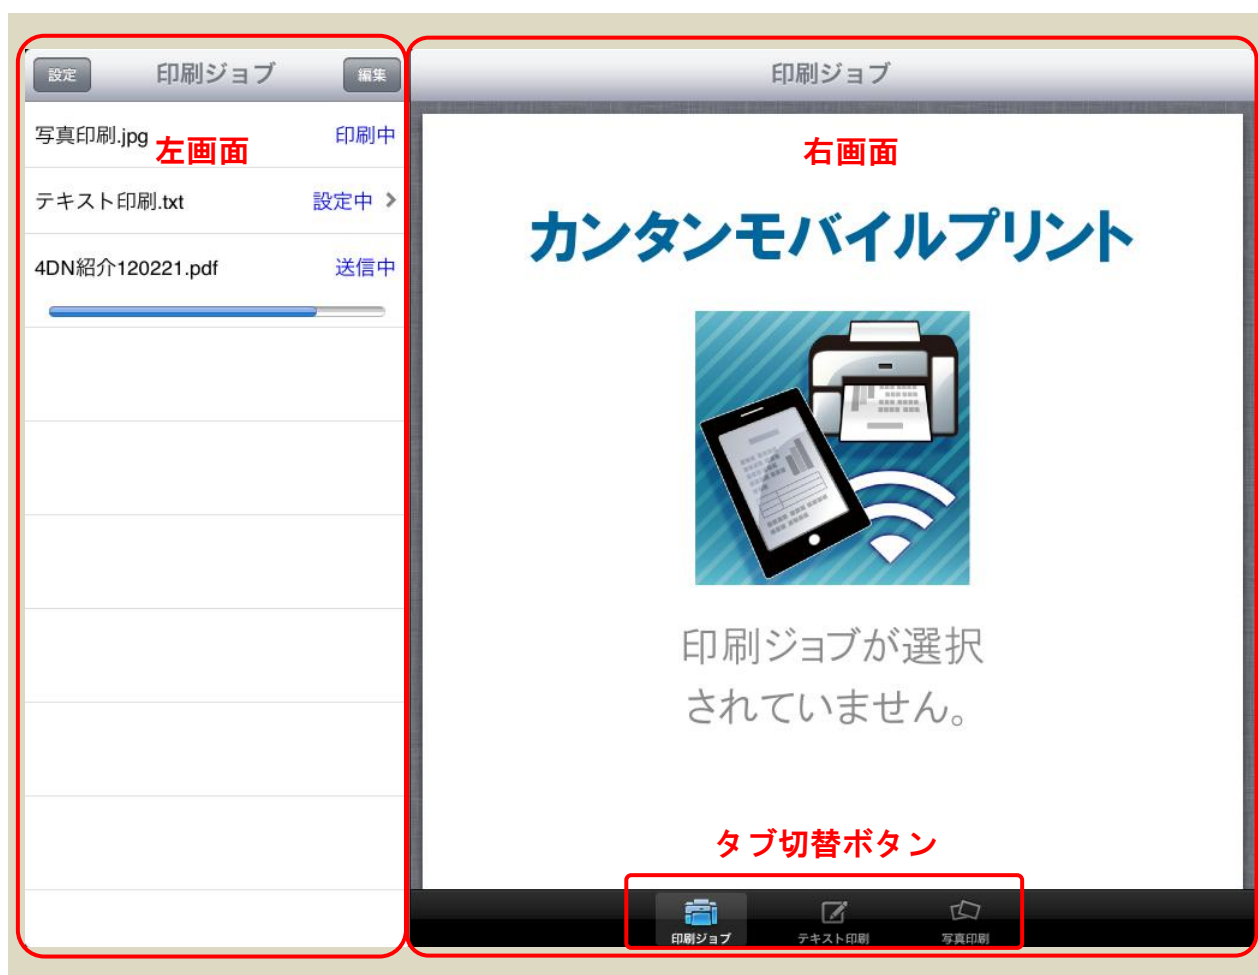 設定
印刷ジョブ
編集
写真印刷.jpg
印刷中
左画面
テキスト印刷.txt
設定中
4DN紹介120221.pdf
送信中
印刷ジョブ
右画面
カンタンモバイルプリント
印刷ジョブが選択
されていません。
タブ切替ボタン
印刷ジョブ
テキスト印刷
写真印刷